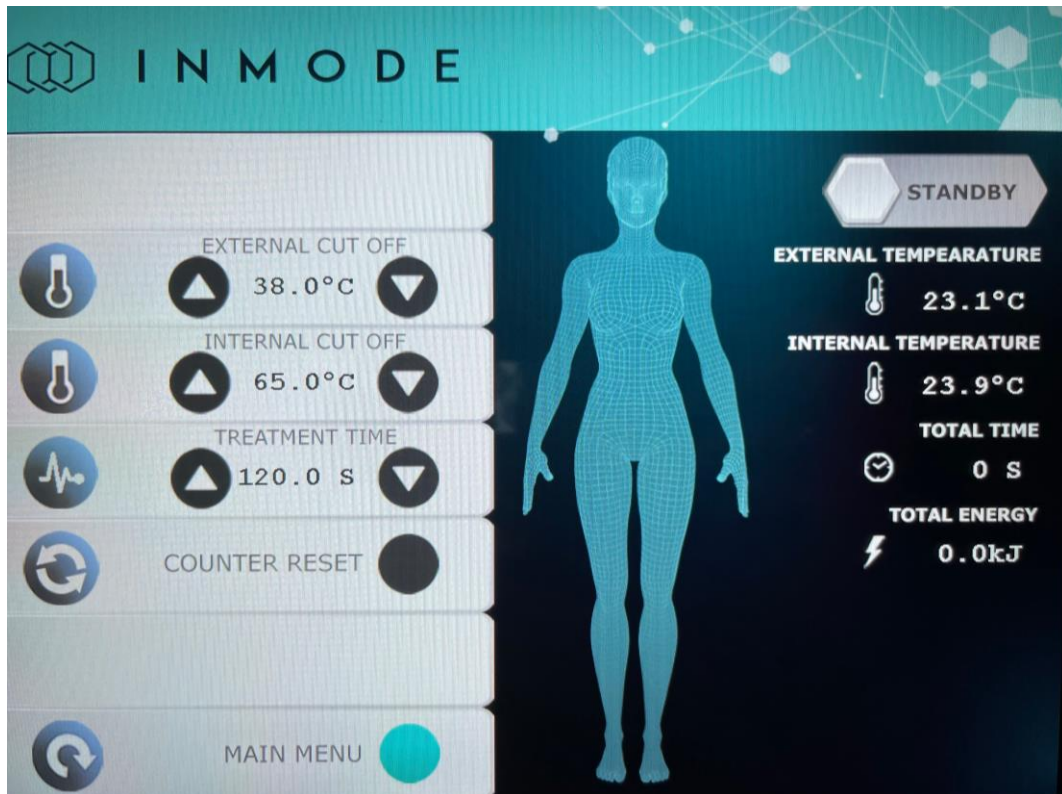 INMODE
STANDBY
EXTERNAL CUT OFF
38.0°C
INTERNAL CUT OFF
65.0°C
TREATMENT TIME
120.0 S
COUNTER RESET
MAIN MENU
EXTERNAL TEMPEARATURE
23.1°C
INTERNAL TEMPERATURE
23.9°C
TOTAL TIME
0 S
TOTAL ENERGY
0.0kJ